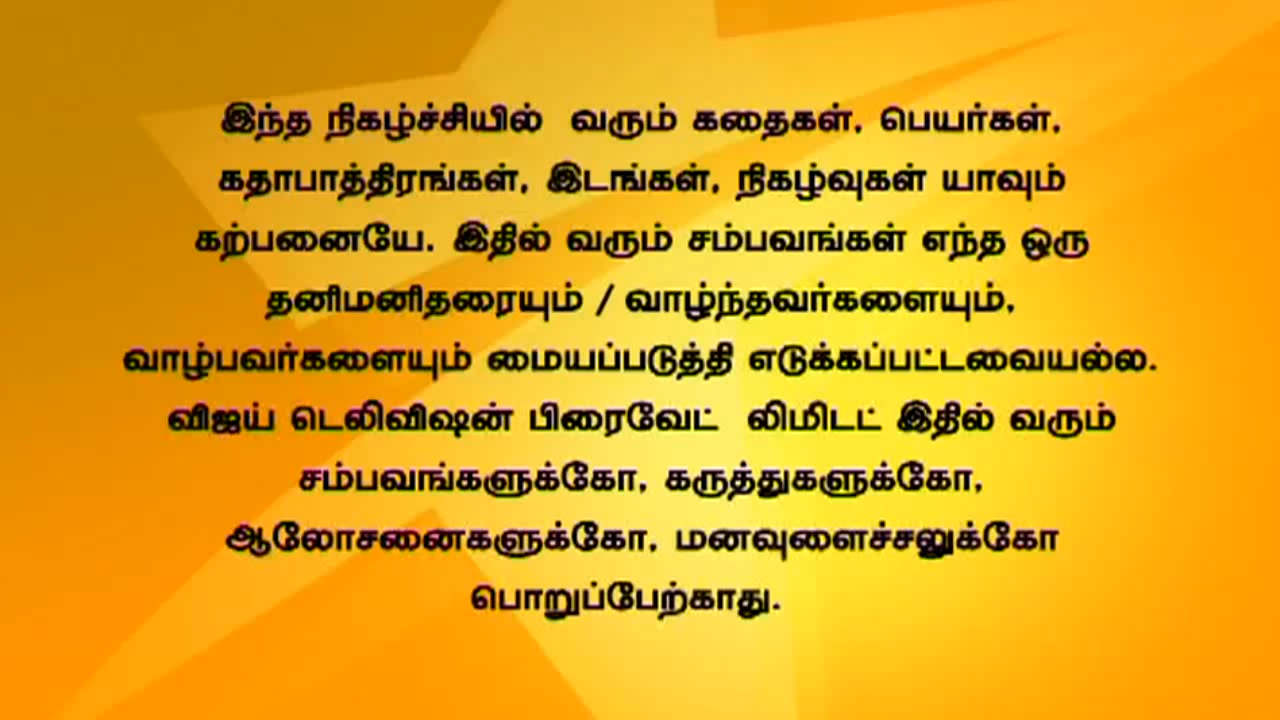 இந்த நிகழ்ச்சியில் வரும் கதைகள், பெயர்கள்,
கதாபாத்திரங்கள், இடங்கள், நிகழ்வுகள் யாவும்
கற்பனையே. இதில் வரும் சம்பவங்கள் எந்த ஒரு
தனிமனிதரையும் / வாழ்ந்தவர்களையும்,
வாழ்பவர்களையும் மையப்படுத்தி எடுக்கப்பட்டவையல்ல.
விஜய் டெலிவிஷன் பிரைவேட் லிமிடட் இதில் வரும்
சம்பவங்களுக்கோ, கருத்துகளுக்கோ,
ஆலோசனைகளுக்கோ, மனவுளைச்சலுக்கோ
பொறுப்பேற்காது.